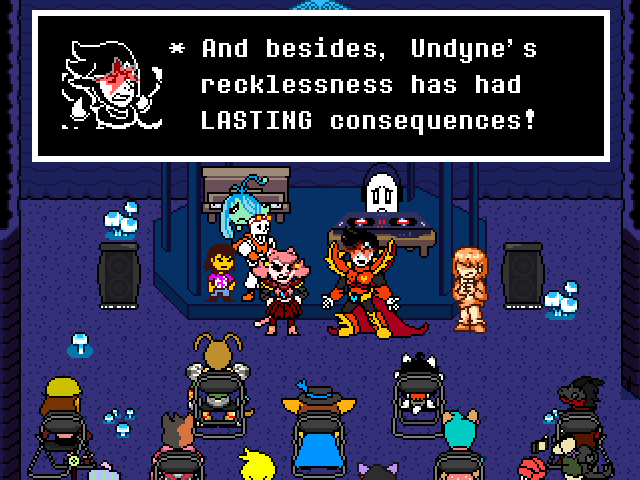 * And besides, Undyne's
recklessness has had
LASTING consequences!